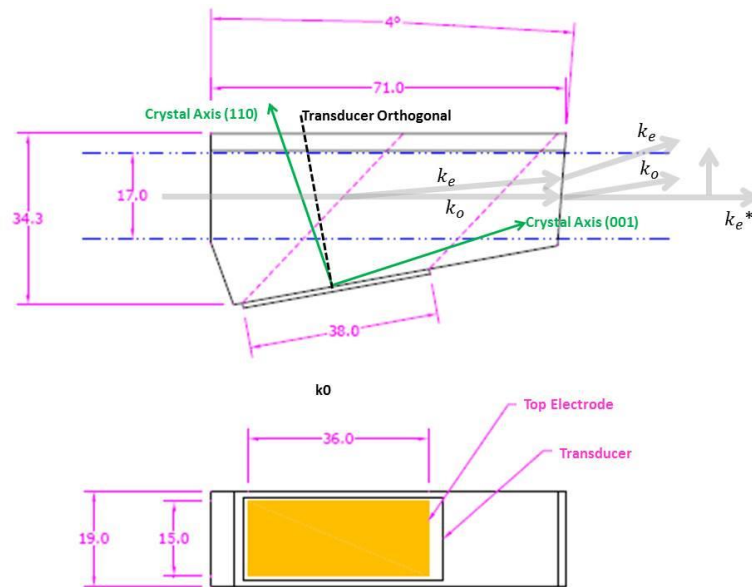 4°
71.0
Crystal Axis (110)
Transducer Orthogonal
k_e
k_e
k_o
17.0
k_o
34.3
k_e*
Crystal Axis (001)
38.0
k0
Top Electrode
36.0
Transducer
19.0
15.0